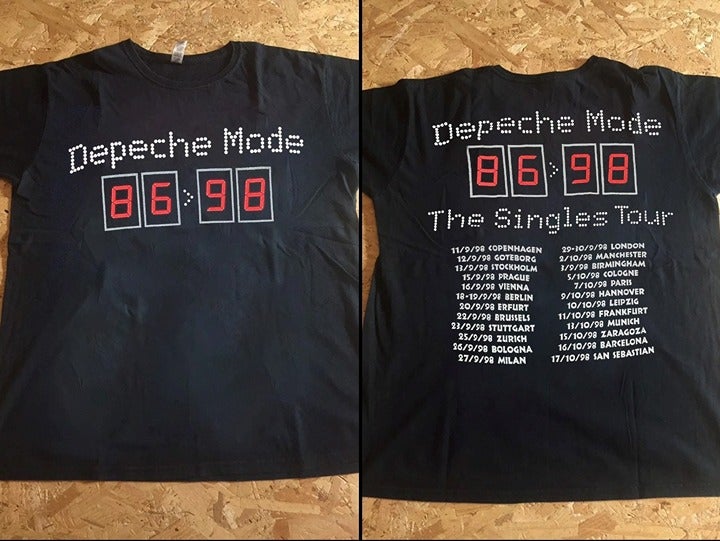 Depeche Mode
86>98
Depeche Mode
86>98
The Singles Tour
11/9/98 COPENHAGEN
12/9/98 GOTEBORG
13/9/98 STOCKHOLM
15/9/98 PRAGUE
16/9/98 VIENNA
18-19/9/98 BERLIN
20/9/98 ERFURT
22/9/98 BRUSSELS
23/9/98 STUTTGART
25/9/98 ZURICH
26/9/98 BOLOGNA
27/9/98 MILAN
29-30/9/98 LONDON
2/10/98 MANCHESTER
3/9/98 BIRMINGHAM
5/10/98 COLOGNE
7/10/98 PARIS
9/10/98 HANNOVER
10/10/98 LEIPZIG
11/10/98 FRANKFURT
13/10/98 MUNICH
15/10/98 ZARAGOZA
16/10/98 BARCELONA
17/10/98 SAN SEBASTIAN